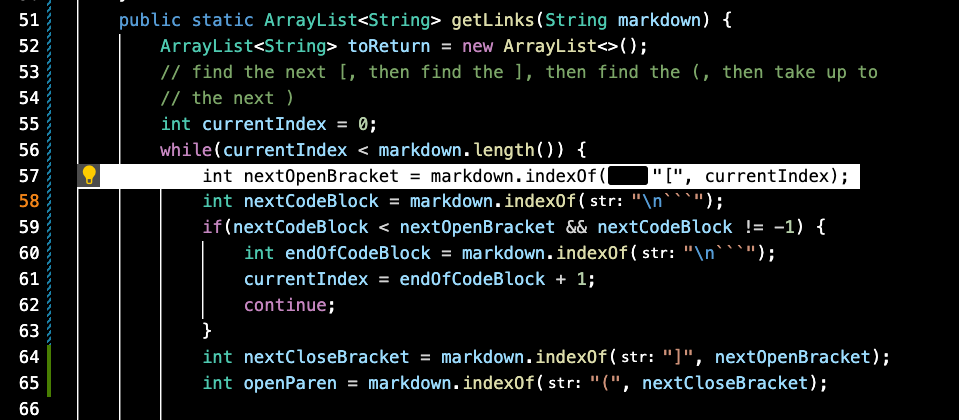 51 public static ArrayList<String> getLinks(String markdown) {
52 ArrayList<String> toReturn = new ArrayList<>();
53 // find the next [, then find the ], then find the (, then take up to
54 // the next )
55 int currentIndex = 0;
56 while(currentIndex < markdown.length()) {
57 int nextOpenBracket = markdown.indexOf( "[", currentIndex);
58 int nextCodeBlock = markdown.indexOf(str: "\n```");
59 if(nextCodeBlock < nextOpenBracket && nextCodeBlock != -1) {
60 int endOfCodeBlock = markdown.indexOf(str: "\n```");
61 currentIndex = endOfCodeBlock + 1;
62 continue;
63 }
64 int nextCloseBracket = markdown.indexOf(str: "]", nextOpenBracket);
65 int openParen = markdown.indexOf(str: "(", nextCloseBracket);
66